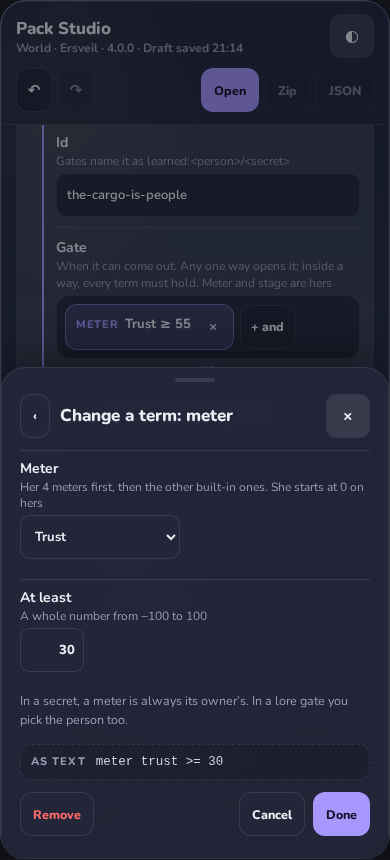 Pack Studio
World · Ersveil · 4.0.0 · Draft saved 21:14
Open
Zip
JSON
Id
Gates name it as learned:<person>/<secret>
the-cargo-is-people
Gate
When it can come out. Any one way opens it; inside a
way, every term must hold. Meter and stage are hers
METER Trust ≥ 55 ×
+ and
‹ Change a term: meter ×
Meter
Her 4 meters first, then the other built-in ones. She starts at 0 on
hers
Trust
At least
A whole number from −100 to 100
30
In a secret, a meter is always its owner’s. In a lore gate you
pick the person too.
AS TEXT meter trust >= 30
Remove
Cancel
Done